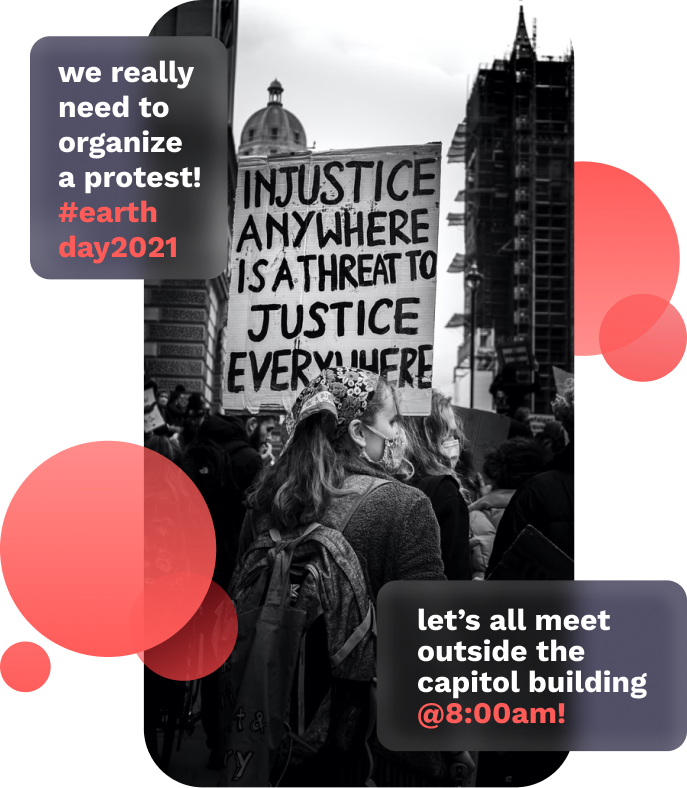 we really
need to
organize
a protest!
#earth
day2021
INJUSTICE
ANYWHERE
IS A THREAT TO
JUSTICE
EVERYWHERE
let's all meet
outside the
capitol building
@8:00am!